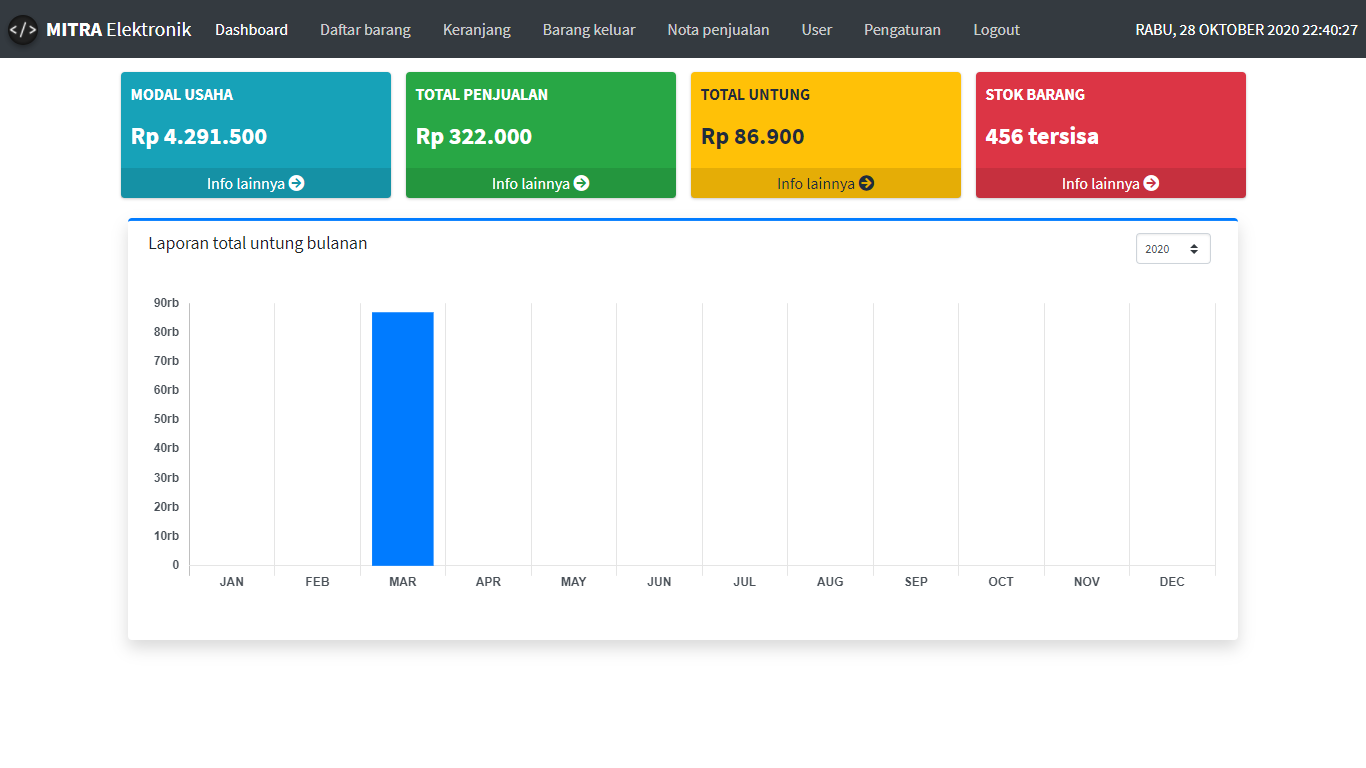 </> MITRA Elektronik Dashboard Daftar barang Keranjang Barang keluar Nota penjualan User Pengaturan Logout RABU, 28 OKTOBER 2020 22:40:27
MODAL USAHA
Rp 4.291.500
Info lainnya
TOTAL PENJUALAN
Rp 322.000
Info lainnya
TOTAL UNTUNG
Rp 86.900
Info lainnya
STOK BARANG
456 tersisa
Info lainnya
Laporan total untung bulanan
2020
90rb
80rb
70rb
60rb
50rb
40rb
30rb
20rb
10rb
0
JAN FEB MAR APR MAY JUN JUL AUG SEP OCT NOV DEC